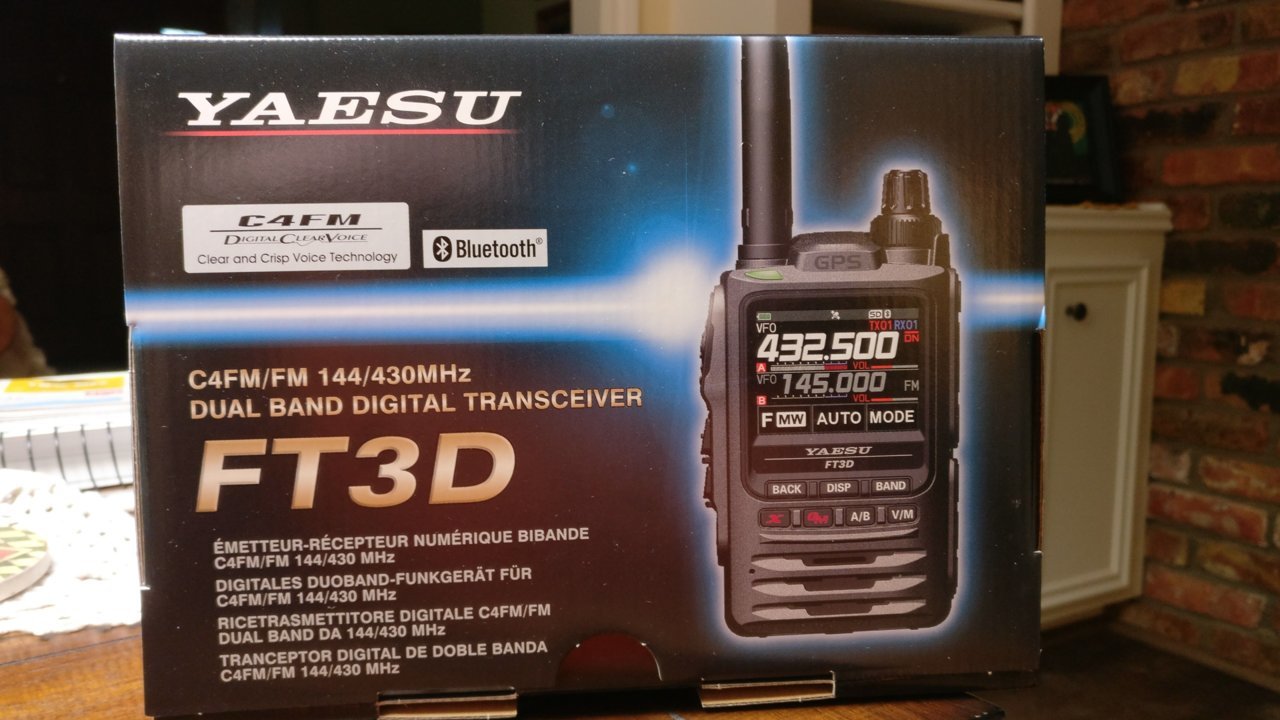 YAESU
C4FM
DIGITAL CLEAR VOICE
Clear and Crisp Voice Technology
Bluetooth®
C4FM/FM 144/430MHz
DUAL BAND DIGITAL TRANSCEIVER
FT3D
ÉMETTEUR-RÉCEPTEUR NUMÉRIQUE BIBANDE
C4FM/FM 144/430 MHz
DIGITALES DUOBAND-FUNKGERÄT FÜR
C4FM/FM 144/430 MHz
RICETRASMETTITORE DIGITALE C4FM/FM
DUAL BAND DA 144/430 MHz
TRANCEPTOR DIGITAL DE DOBLE BANDA
C4FM/FM 144/430 MHz
GPS
SD
VFO TX01 RX01
432.500 DN
A VOL
VFO 145.000 FM
B VOL
F MW AUTO MODE
YAESU
FT3D
BACK DISP BAND
X GM A/B V/M